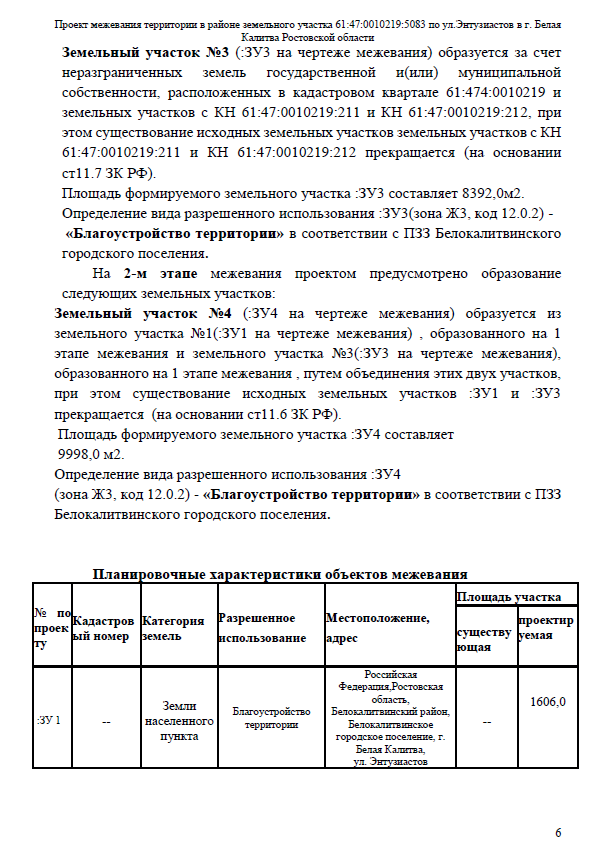 Проект межевания территории в районе земельного участка 61:47:0010219:5083 по ул.Энтузиастов в г. Белая
Калитва Ростовской области
Земельный участок №3 (:ЗУ3 на чертеже межевания) образуется за счет
неразграниченных земель государственной и(или) муниципальной
собственности, расположенных в кадастровом квартале 61:474:0010219 и
земельных участков с КН 61:47:0010219:211 и КН 61:47:0010219:212, при
этом существование исходных земельных участков земельных участков с КН
61:47:0010219:211 и КН 61:47:0010219:212 прекращается (на основании
ст11.7 ЗК РФ).
Площадь формируемого земельного участка :ЗУ3 составляет 8392,0м2.
Определение вида разрешенного использования :ЗУ3(зона Ж3, код 12.0.2) -
«Благоустройство территории» в соответствии с ПЗЗ Белокалитвинского
городского поселения.
На 2-м этапе межевания проектом предусмотрено образование
следующих земельных участков:
Земельный участок №4 (:ЗУ4 на чертеже межевания) образуется из
земельного участка №1(:ЗУ1 на чертеже межевания) , образованного на 1
этапе межевания и земельного участка №3(:ЗУ3 на чертеже межевания),
образованного на 1 этапе межевания , путем объединения этих двух участков,
при этом существование исходных земельных участков :ЗУ1 и :ЗУ3
прекращается (на основании ст11.6 ЗК РФ).
Площадь формируемого земельного участка :ЗУ4 составляет
9998,0 м2.
Определение вида разрешенного использования :ЗУ4
(зона Ж3, код 12.0.2) - «Благоустройство территории» в соответствии с ПЗЗ
Белокалитвинского городского поселения.
Планировочные характеристики объектов межевания
№ по
проек
ту
Кадастров
ый номер
Категория
земель
Разрешенное
использование
Местоположение,
адрес
Площадь участка
существу
ющая
проектир
уемая
:ЗУ 1
--
Земли
населенного
пункта
Благоустройство
территории
Российская
Федерация,Ростовская
область,
Белокалитвинский район,
Белокалитвинское
городское поселение, г.
Белая Калитва,
ул. Энтузиастов
--
1606,0
6